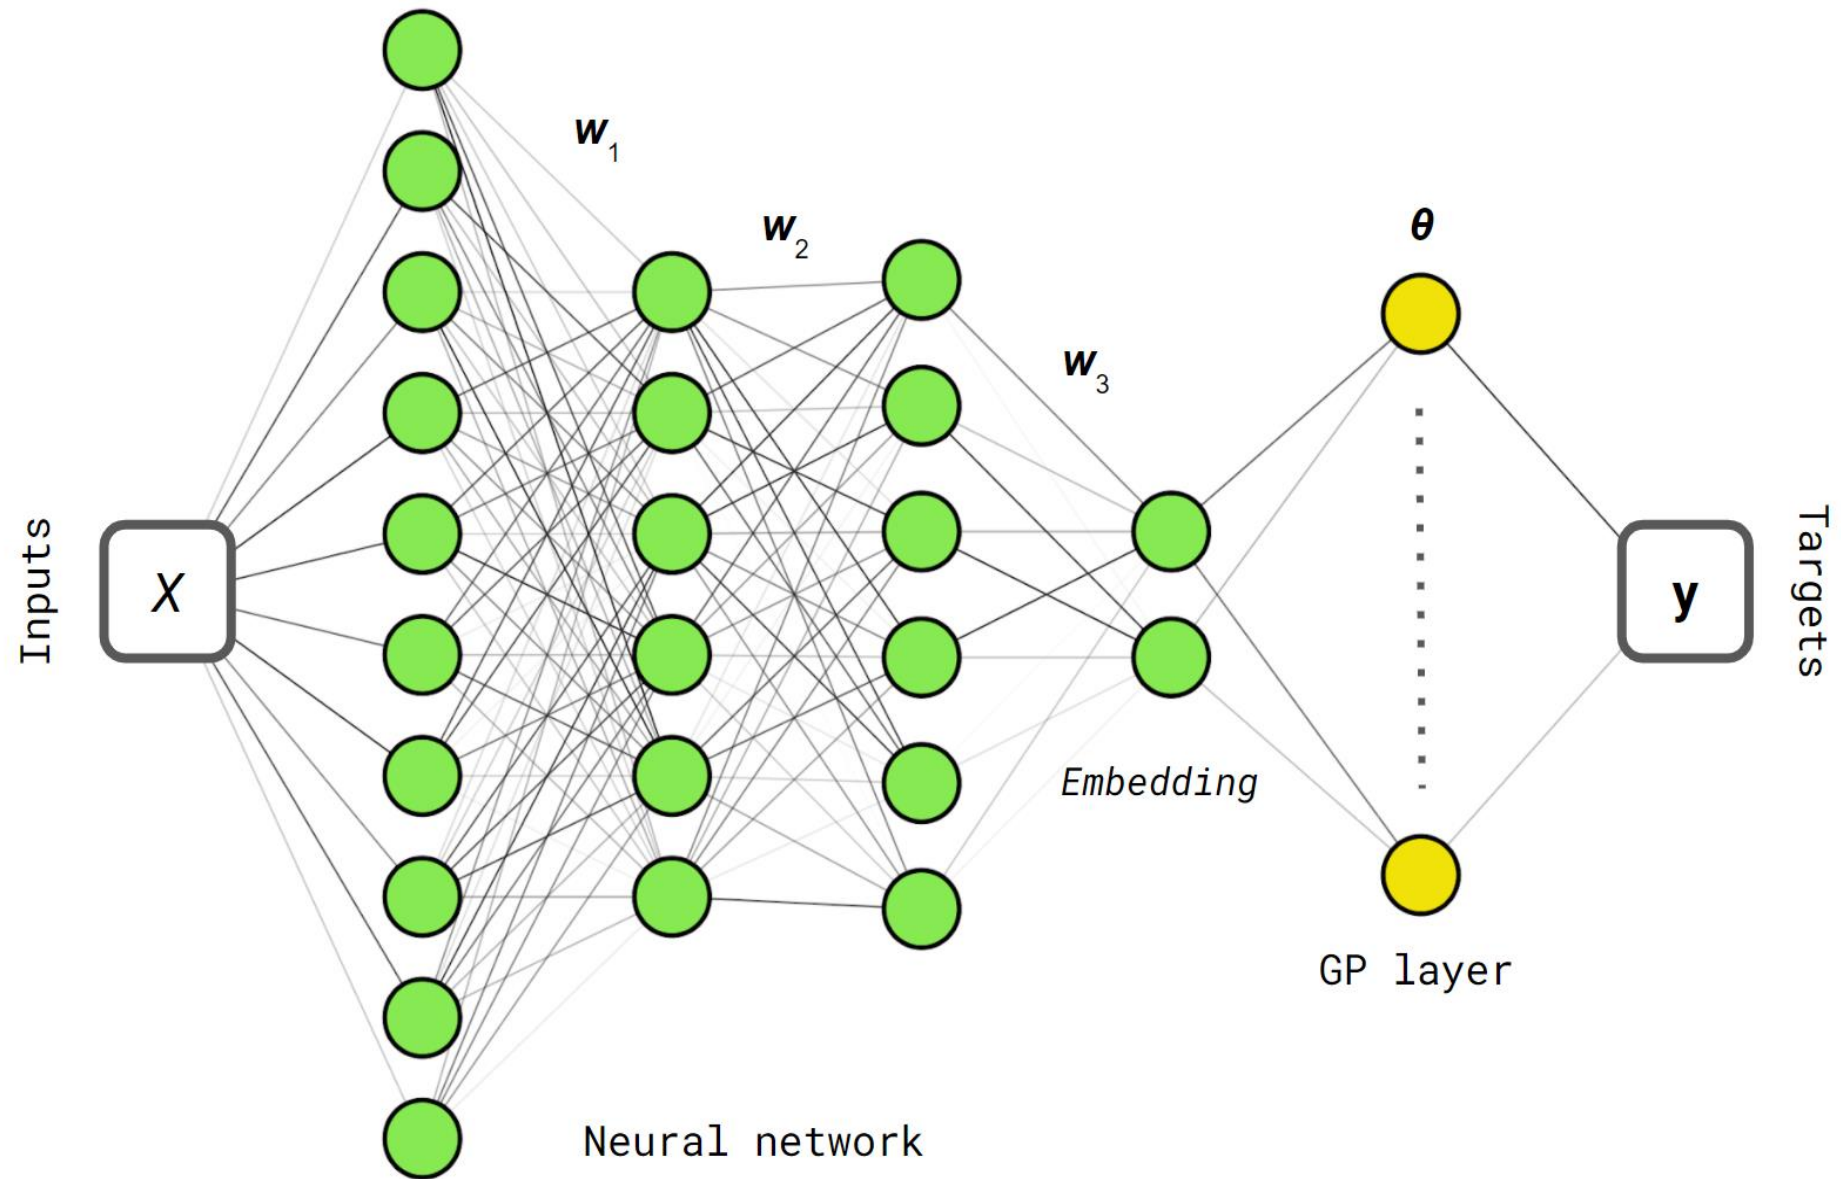 Inputs
X
w1
w2
w3
Embedding
θ
GP layer
y
Targets
Neural network